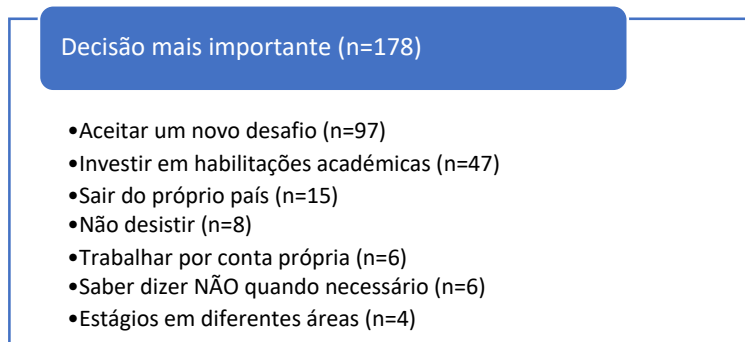 Decisão mais importante (n=178)
•Aceitar um novo desafio (n=97)
•Investir em habilitações académicas (n=47)
•Sair do próprio país (n=15)
•Não desistir (n=8)
•Trabalhar por conta própria (n=6)
•Saber dizer NÃO quando necessário (n=6)
•Estágios em diferentes áreas (n=4)